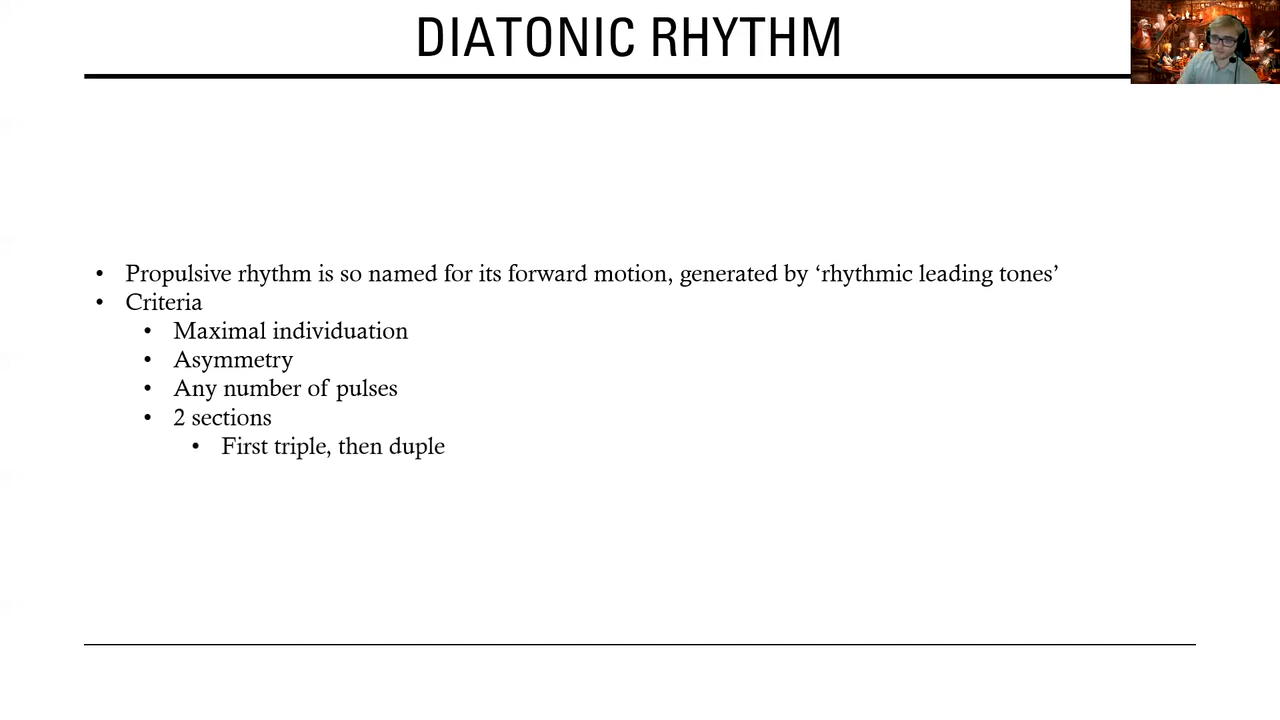 DIATONIC RHYTHM
• Propulsive rhythm is so named for its forward motion, generated by ‘rhythmic leading tones’
• Criteria
• Maximal individuation
• Asymmetry
• Any number of pulses
• 2 sections
• First triple, then duple